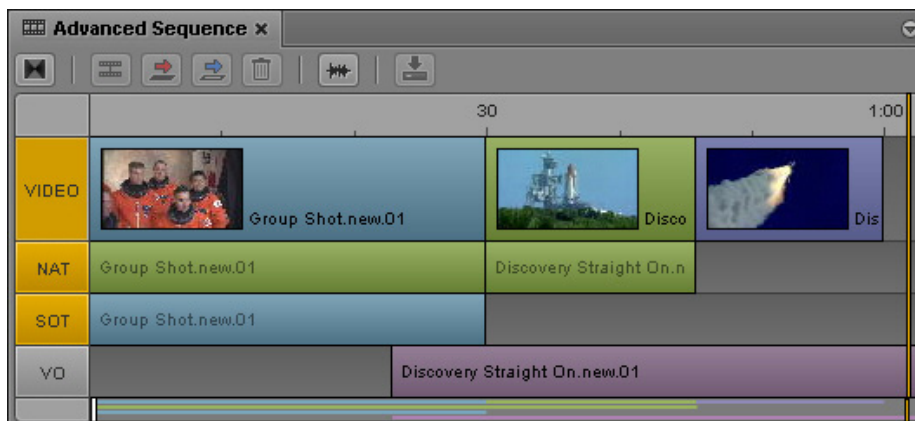 Advanced Sequence ×
30 1:00
VIDEO Group Shot.new.01 Disco Dis
NAT Group Shot.new.01 Discovery Straight On.n
SOT Group Shot.new.01
VO Discovery Straight On.new.01